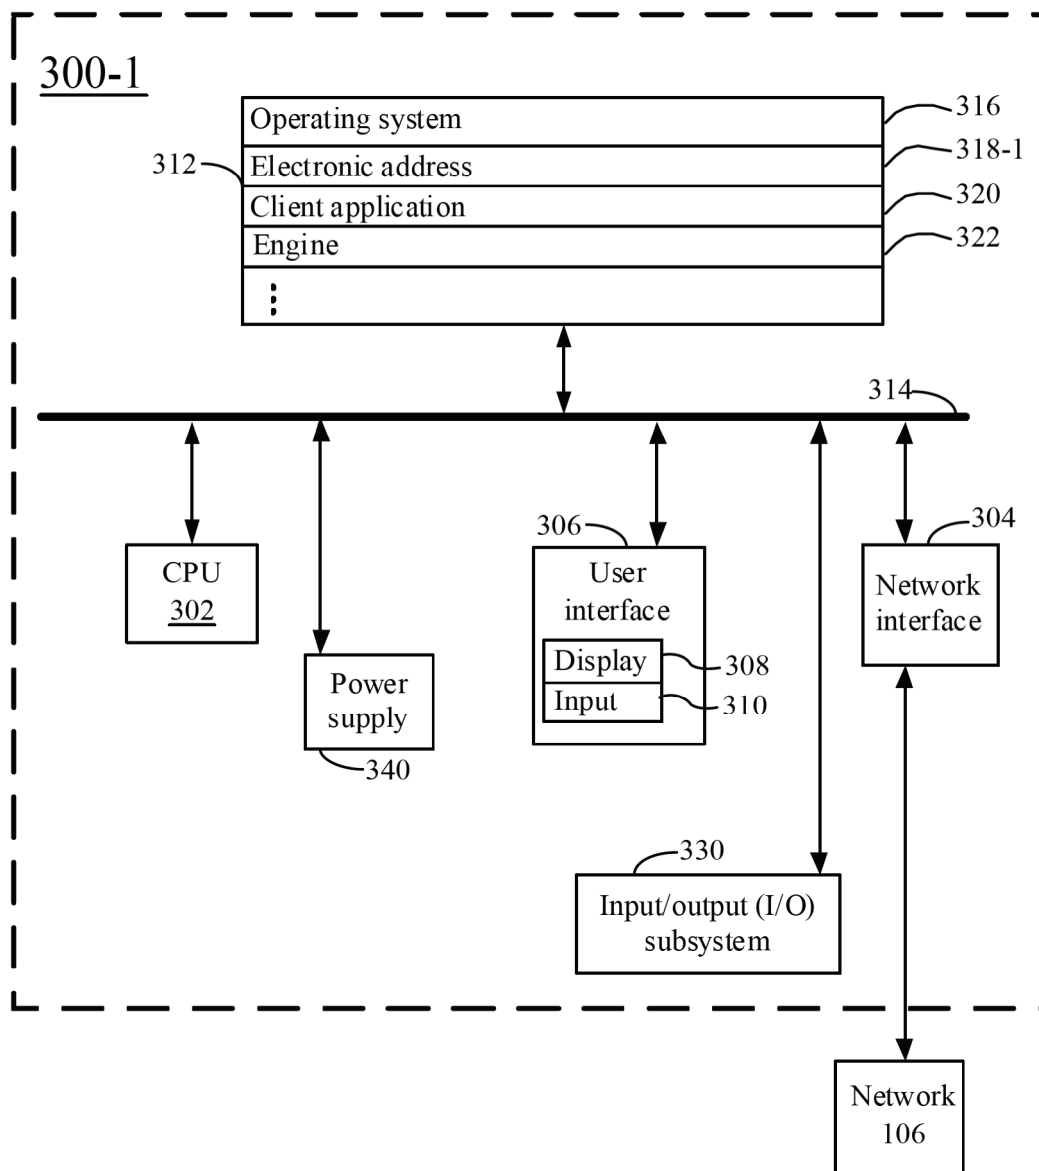 300-1
Operating system
316
312
Electronic address
318-1
Client application
320
Engine
322
314
CPU
302
Power
supply
340
306
User
interface
Display
308
Input
310
304
Network
interface
330
Input/output (I/O)
subsystem
Network
106